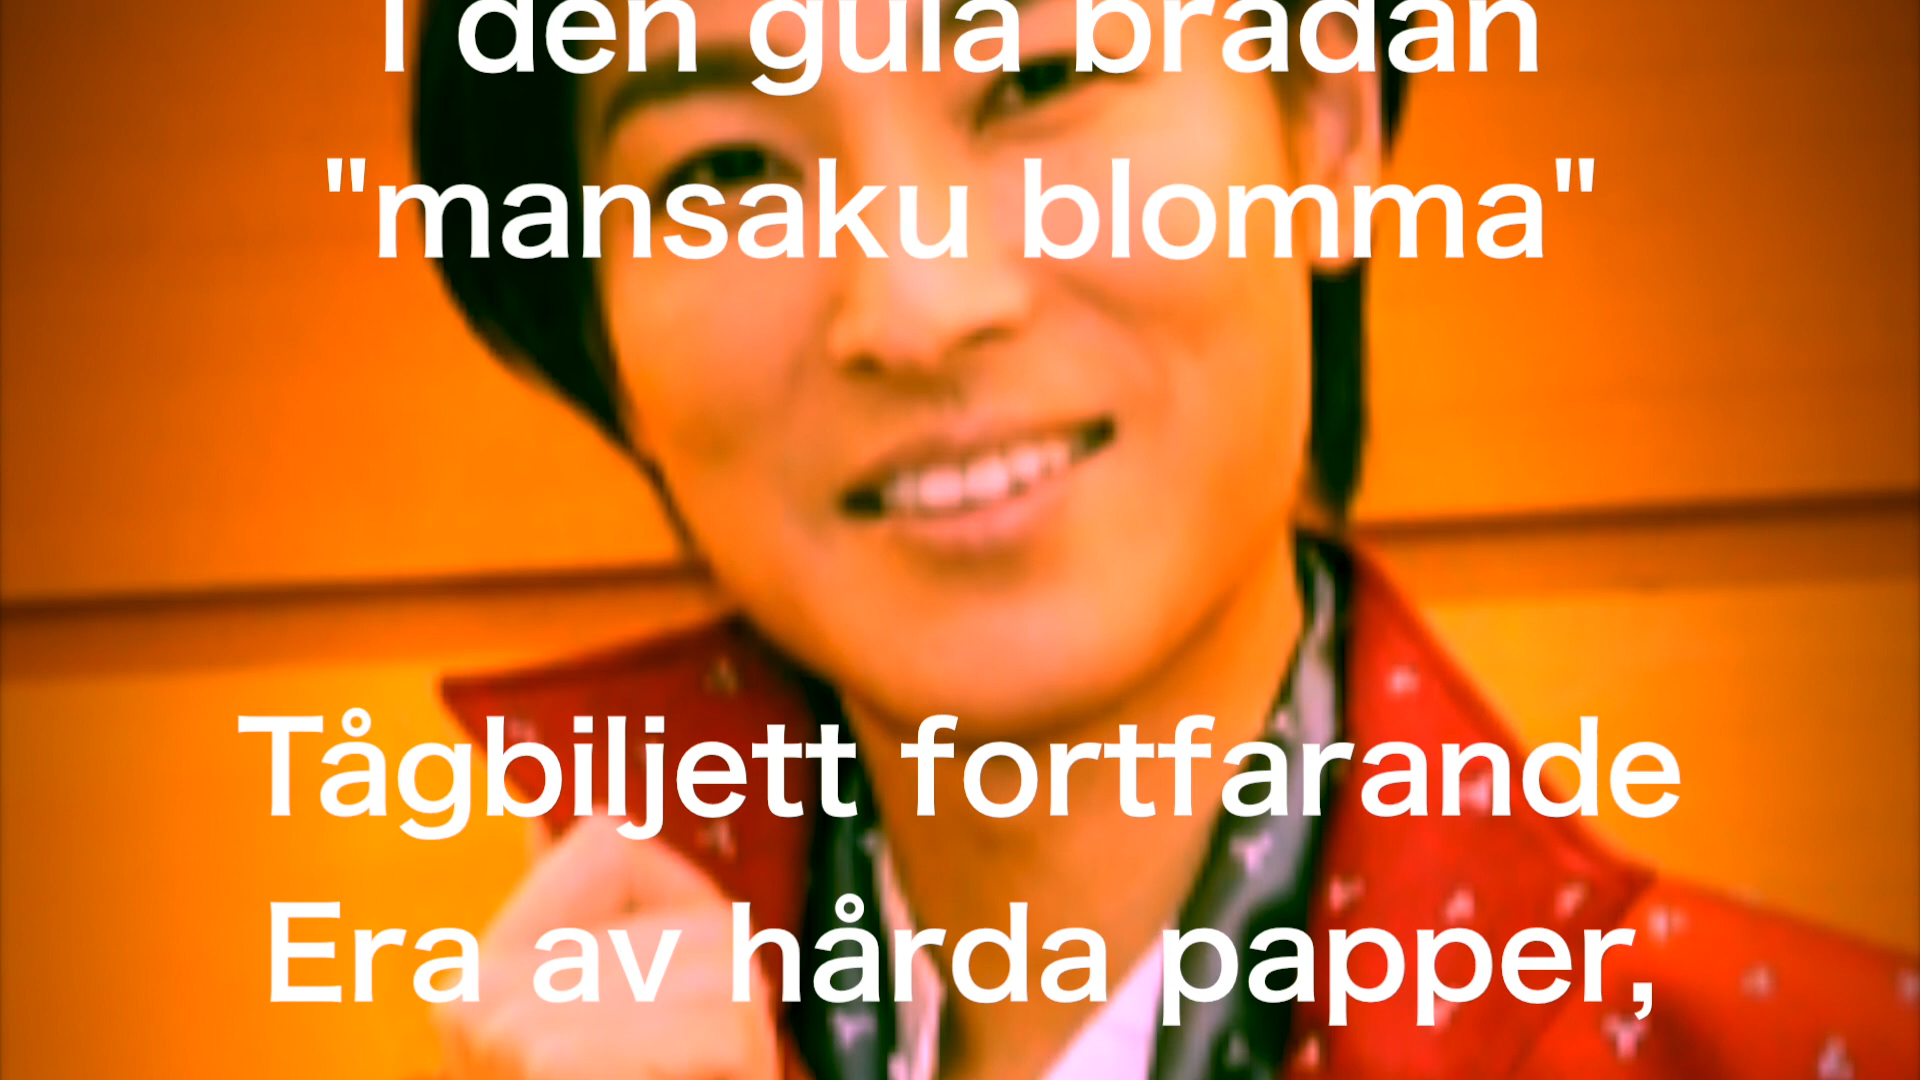 I den gula brådan
"mansaku blomma"
Tågbiljett fortfarande
Era av hårda papper,